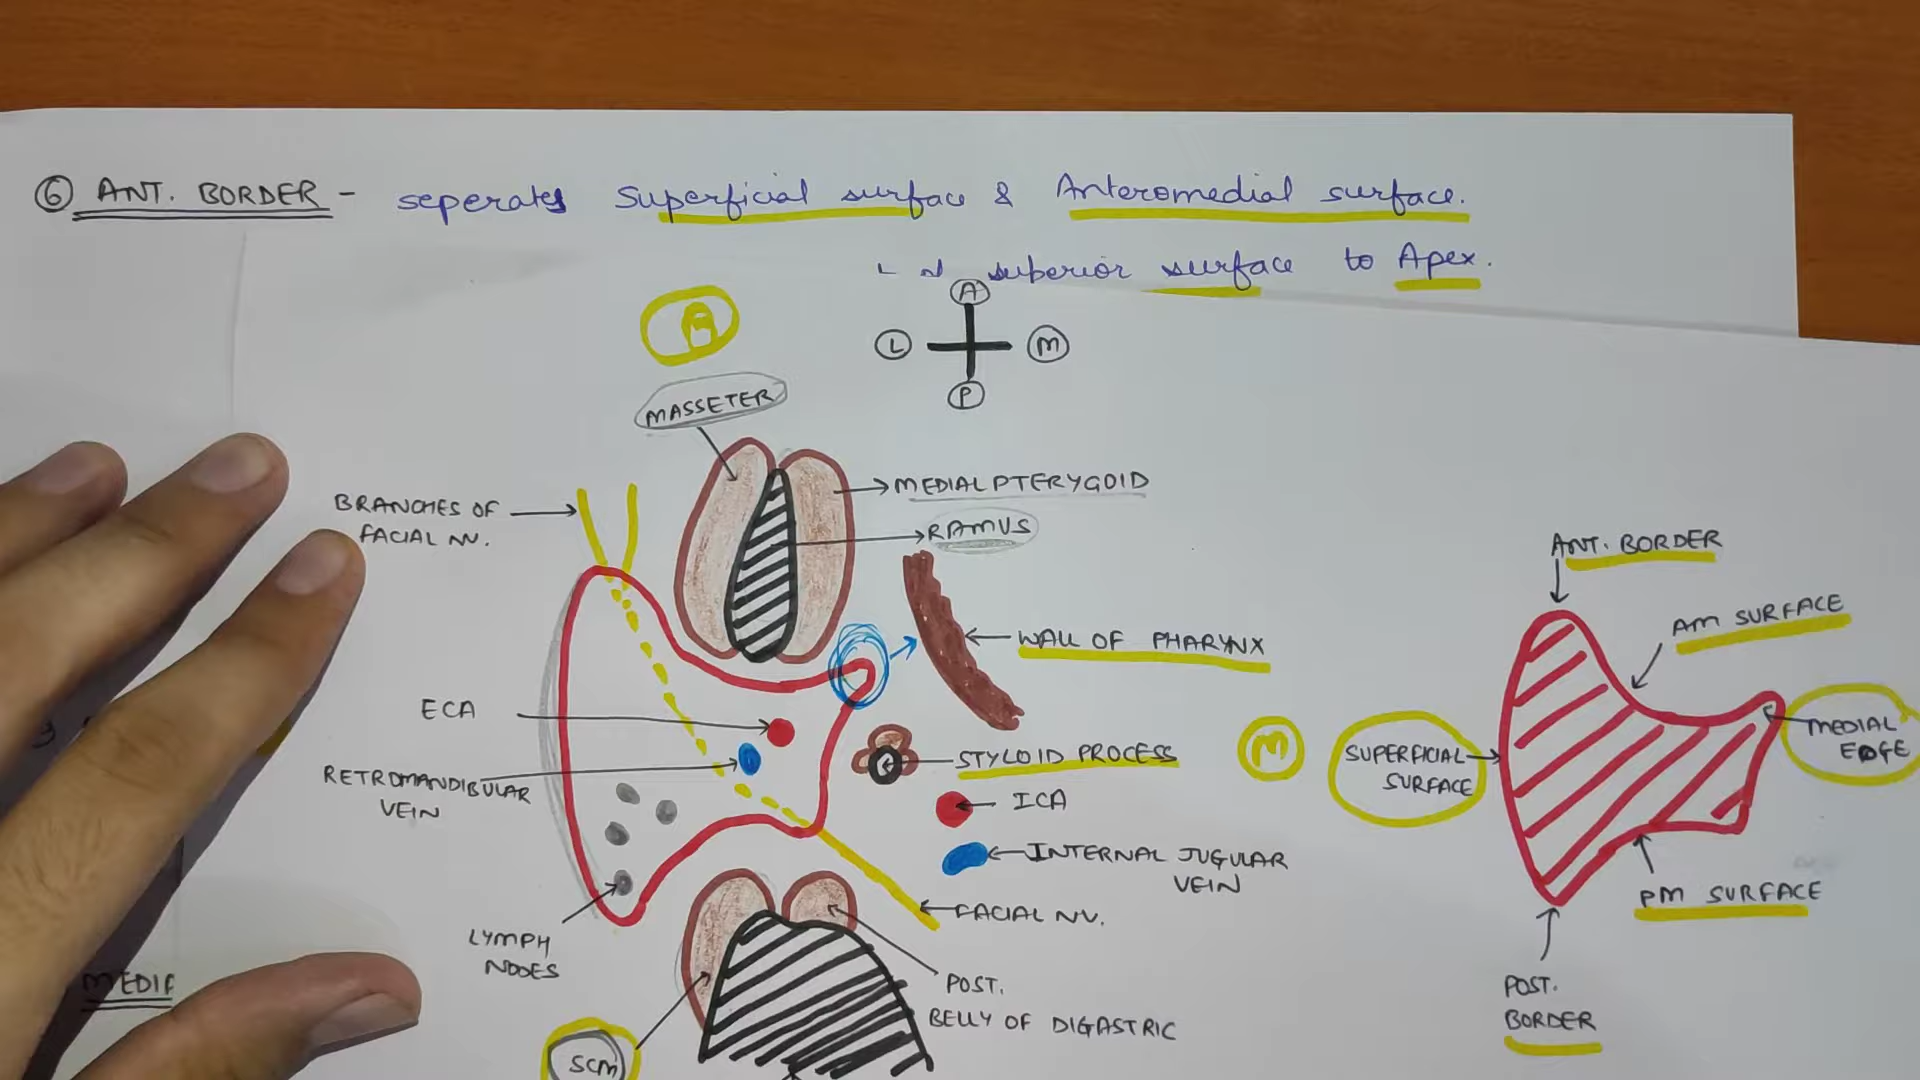 ⑥ ANT. BORDER - seperates Superficial surface & Anteromedial surface.
superior surface to Apex.
A
A
L
M
P
MASSETER
MEDIAL PTERYGOID
BRANCHES OF
FACIAL NV.
RAMUS
WALL OF PHARYNX
ECA
STYLOID PROCESS
M
RETROMANDIBULAR
VEIN
ICA
INTERNAL JUGULAR
VEIN
FACIAL NV.
LYMPH
NODES
POST.
BELLY OF DIGASTRIC
SCM
MEDI
ANT. BORDER
AM SURFACE
SUPERFICIAL
SURFACE
MEDIAL
EDGE
PM SURFACE
POST.
BORDER